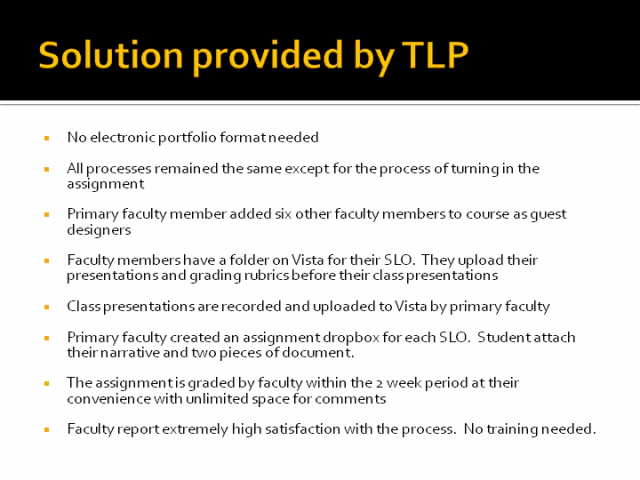 Solution provided by TLP
No electronic portfolio format needed
All processes remained the same except for the process of turning in the
assignment
Primary faculty member added six other faculty members to course as guest
designers
Faculty members have a folder on Vista for their SLO.  They upload their
presentations and grading rubrics before their class presentations
Class presentations are recorded and uploaded to Vista by primary faculty
Primary faculty created an assignment dropbox for each SLO.  Student attach
their narrative and two pieces of document.
The assignment is graded by faculty within the 2 week period at their
convenience with unlimited space for comments
Faculty report extremely high satisfaction with the process.  No training needed.